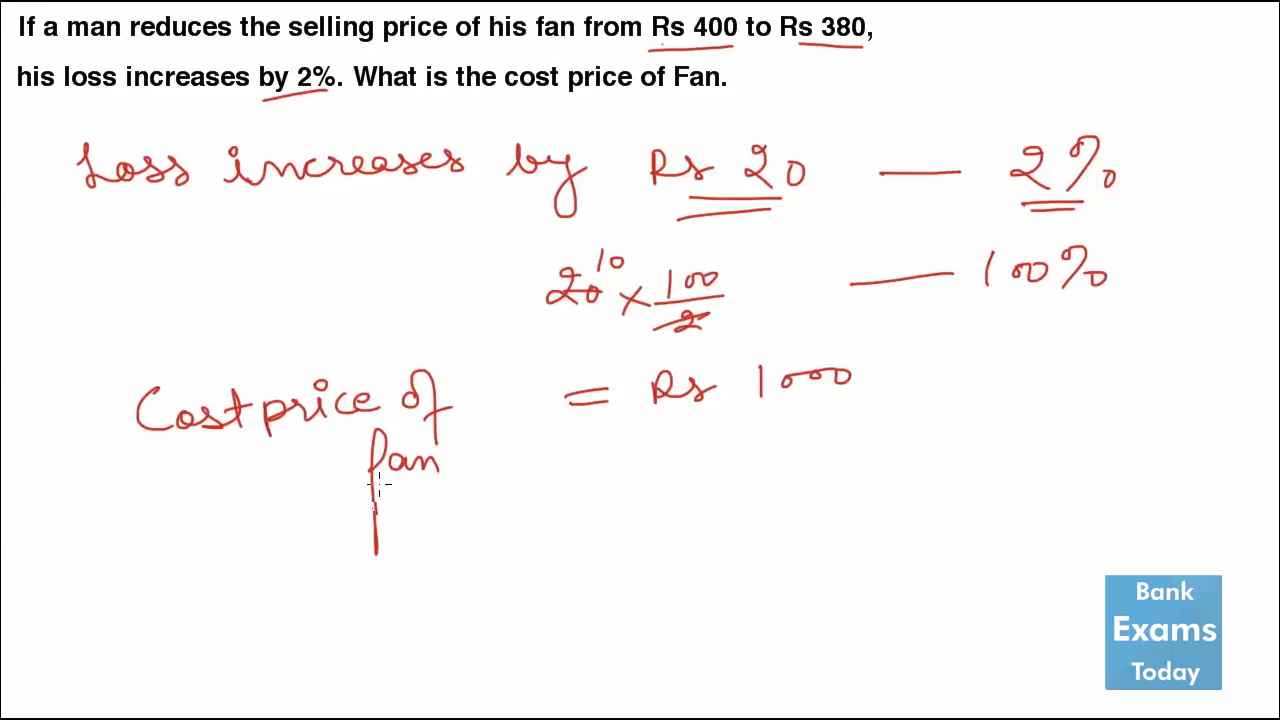 If a man reduces the selling price of his fan from Rs 400 to Rs 380,
his loss increases by 2%. What is the cost price of Fan.
Loss increases by Rs 20 — 2%
20 10 × 100/2 — 100%
Cost price of = Rs 1000
fan
Bank
Exams
Today